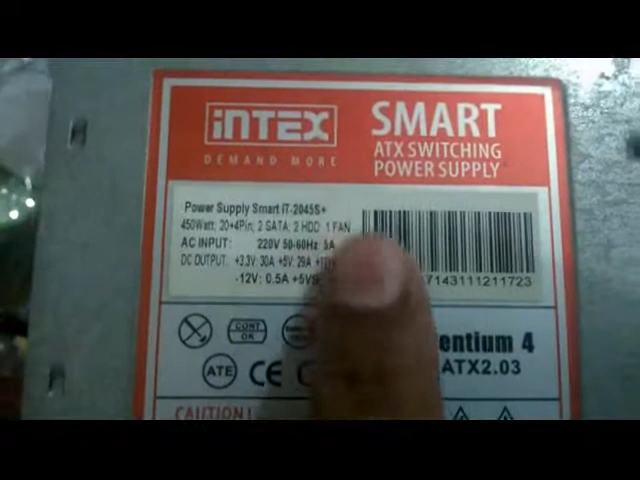 INTEX
DEMAND MORE
SMART
ATX SWITCHING
POWER SUPPLY
Power Supply Smart IT-2045S+
450Watt; 20+4Pin; 2 SATA; 2 HDD 1 FAN
AC INPUT: 220V 50-60Hz 5A
DC OUTPUT: +3.3V: 30A +5V: 29A
-12V: 0.5A
7143111211723
CONT OK
entium 4
ATE CE
ATX2.03
CAUTION!